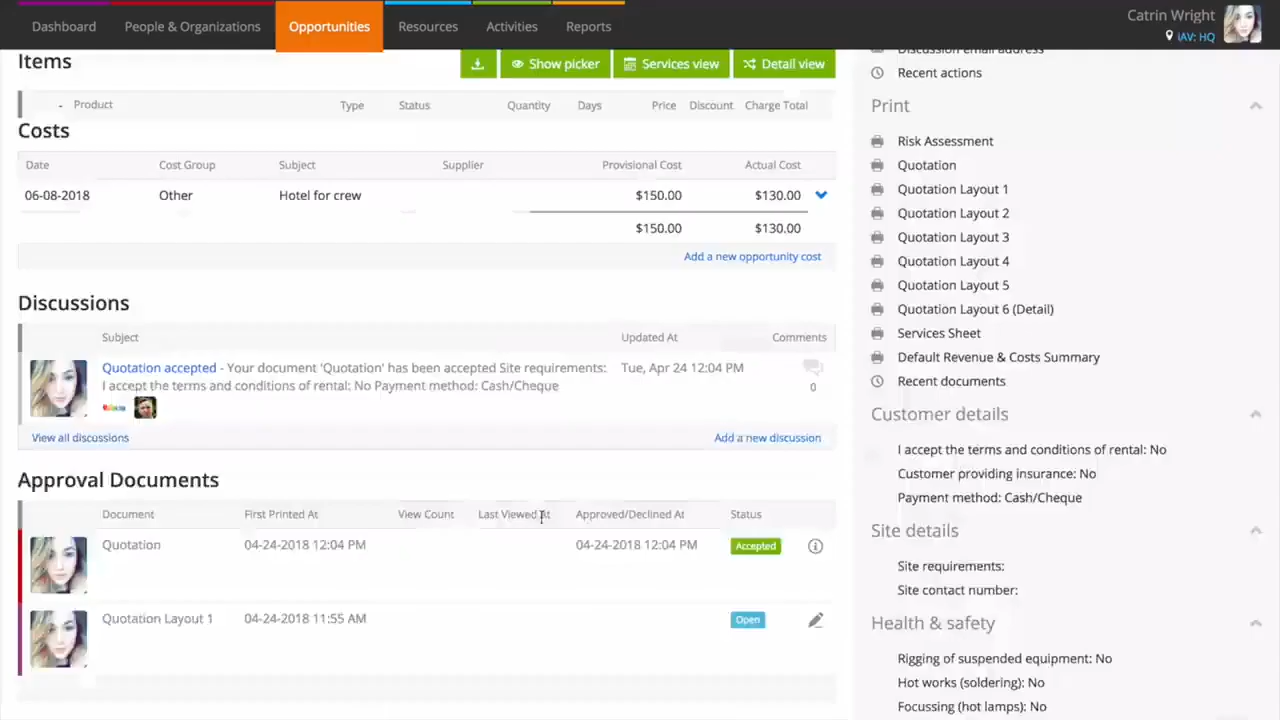 Dashboard People & Organizations Opportunities Resources Activities Reports
Catrin Wright
iAV: HQ
Items
Show picker Services view Detail view
- Product Type Status Quantity Days Price Discount Charge Total
Costs
Date Cost Group Subject Supplier Provisional Cost Actual Cost
06-08-2018 Other Hotel for crew $150.00 $130.00
$150.00 $130.00
Add a new opportunity cost
Discussions
Subject Updated At Comments
Quotation accepted - Your document 'Quotation' has been accepted Site requirements: Tue, Apr 24 12:04 PM
I accept the terms and conditions of rental: No Payment method: Cash/Cheque 0
View all discussions Add a new discussion
Approval Documents
Document First Printed At View Count Last Viewed At Approved/Declined At Status
Quotation 04-24-2018 12:04 PM 04-24-2018 12:04 PM Accepted
Quotation Layout 1 04-24-2018 11:55 AM Open
Discussion email address
Recent actions
Print
Risk Assessment
Quotation
Quotation Layout 1
Quotation Layout 2
Quotation Layout 3
Quotation Layout 4
Quotation Layout 5
Quotation Layout 6 (Detail)
Services Sheet
Default Revenue & Costs Summary
Recent documents
Customer details
I accept the terms and conditions of rental: No
Customer providing insurance: No
Payment method: Cash/Cheque
Site details
Site requirements:
Site contact number:
Health & safety
Rigging of suspended equipment: No
Hot works (soldering): No
Focussing (hot lamps): No